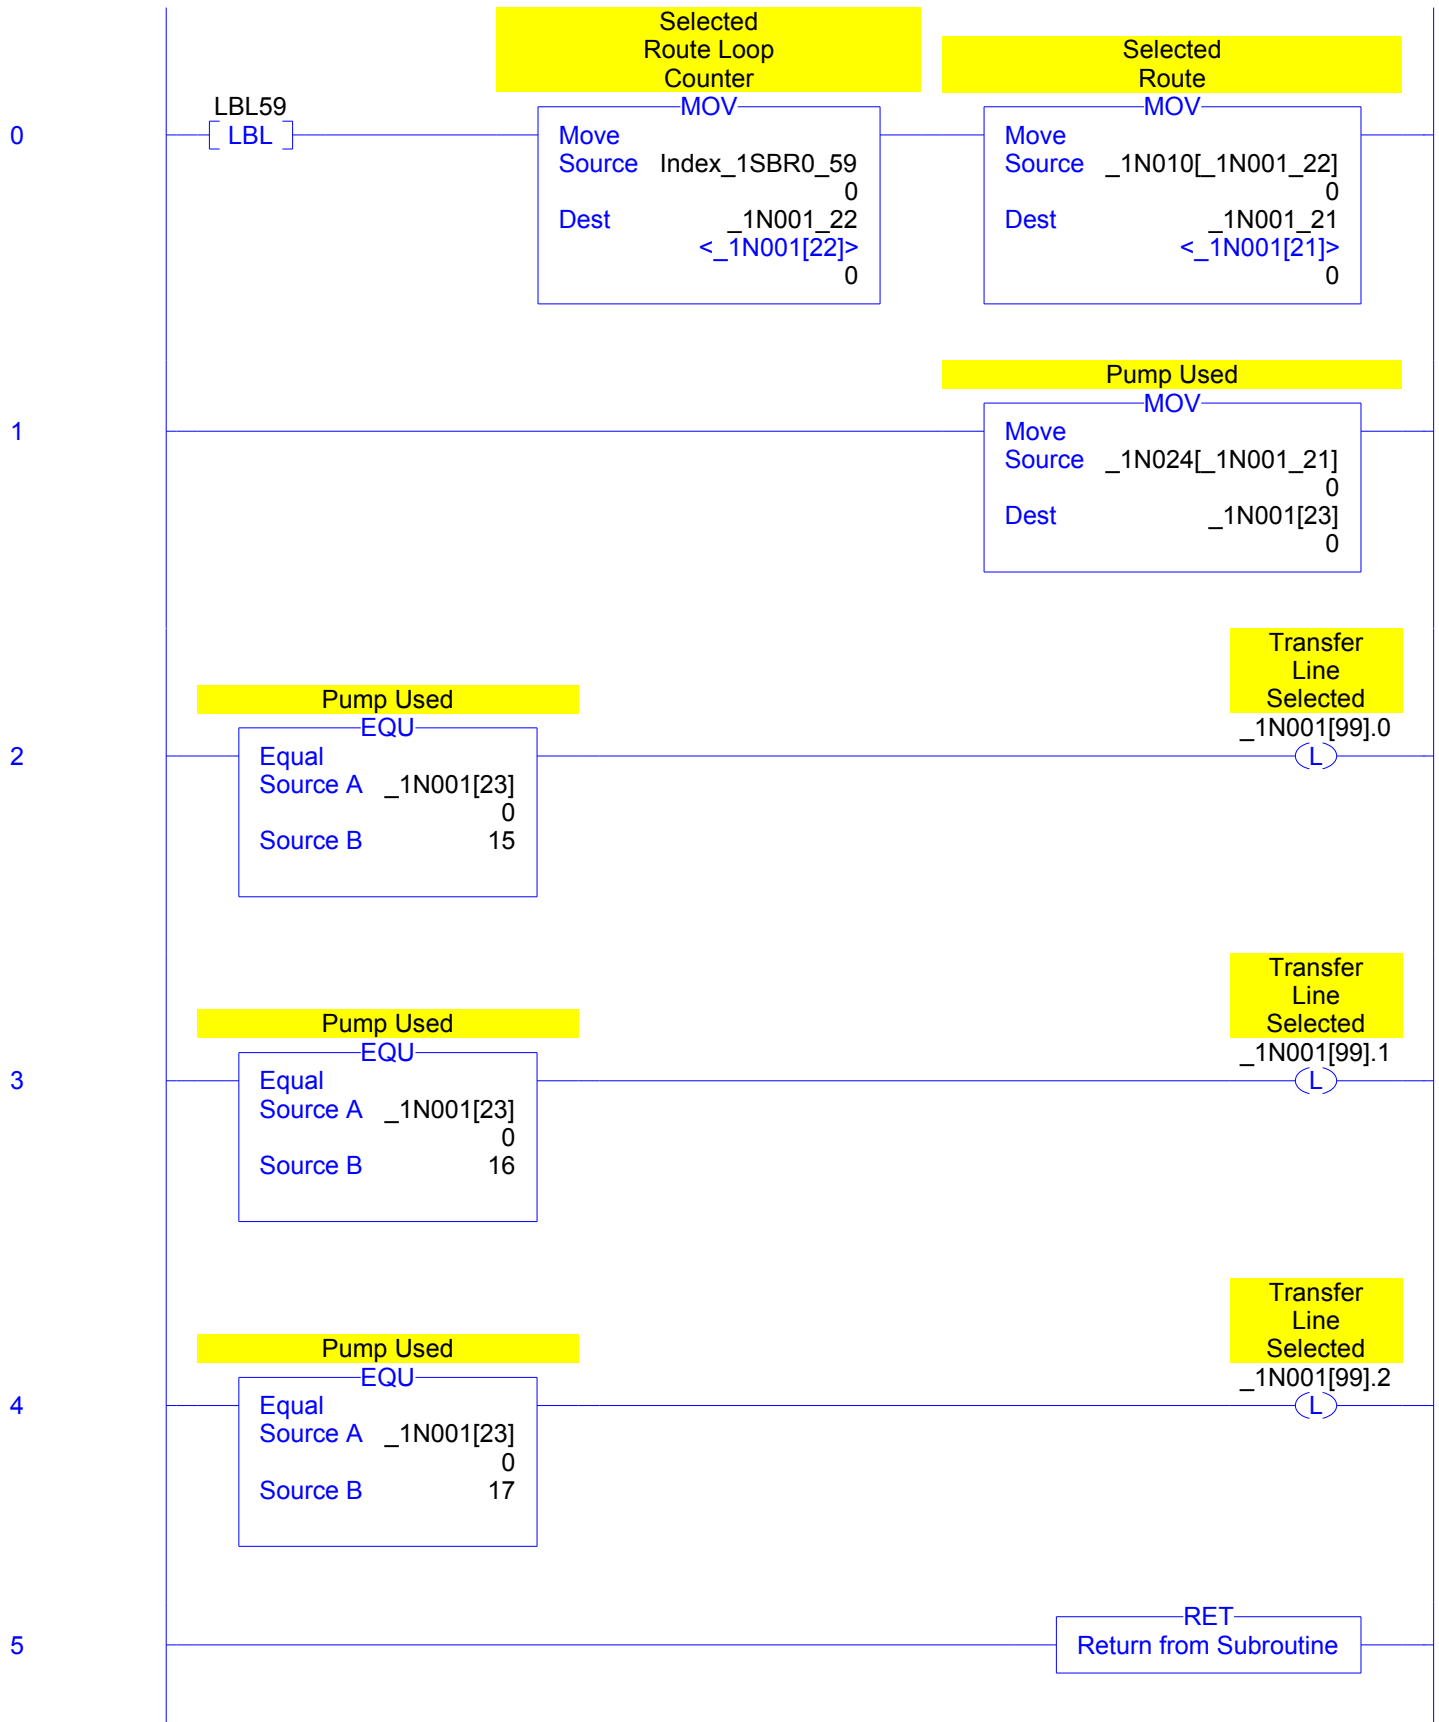 Selected
Route Loop
Counter
Selected
Route
LBL59
LBL
0
MOV
Move
Source Index_1SBR0_59
0
Dest _1N001_22
<_1N001[22]>
0
MOV
Move
Source _1N010[_1N001_22]
0
Dest _1N001_21
<_1N001[21]>
0
Pump Used
1
MOV
Move
Source _1N024[_1N001_21]
0
Dest _1N001[23]
0
Pump Used
2
EQU
Equal
Source A _1N001[23]
0
Source B 15
Transfer
Line
Selected
_1N001[99].0
L
Pump Used
3
EQU
Equal
Source A _1N001[23]
0
Source B 16
Transfer
Line
Selected
_1N001[99].1
L
Pump Used
4
EQU
Equal
Source A _1N001[23]
0
Source B 17
Transfer
Line
Selected
_1N001[99].2
L
5
RET
Return from Subroutine